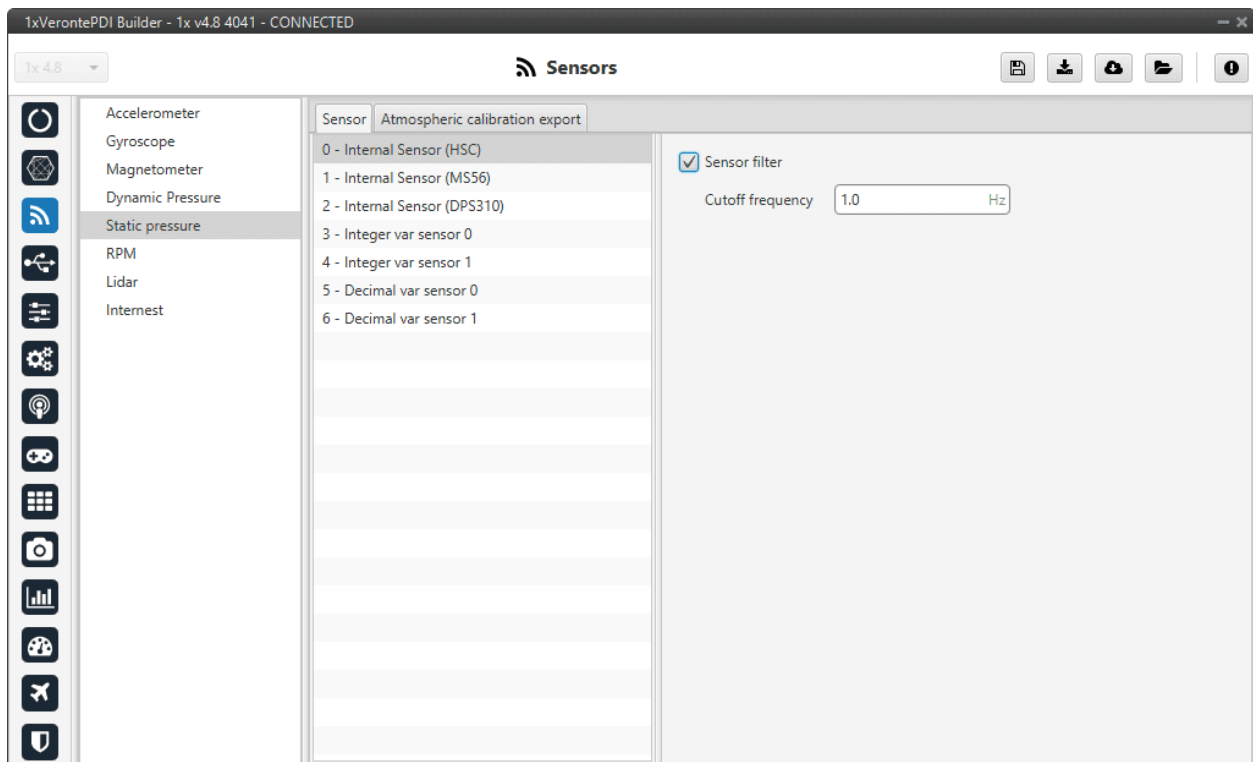 1xVerontePDI Builder - 1x v4.8 4041 - CONNECTED
1x 4.8
Sensors
Accelerometer
Gyroscope
Magnetometer
Dynamic Pressure
Static pressure
RPM
Lidar
Internest
Sensor
Atmospheric calibration export
0 - Internal Sensor (HSC)
1 - Internal Sensor (MS56)
2 - Internal Sensor (DPS310)
3 - Integer var sensor 0
4 - Integer var sensor 1
5 - Decimal var sensor 0
6 - Decimal var sensor 1
Sensor filter
Cutoff frequency 1.0 Hz